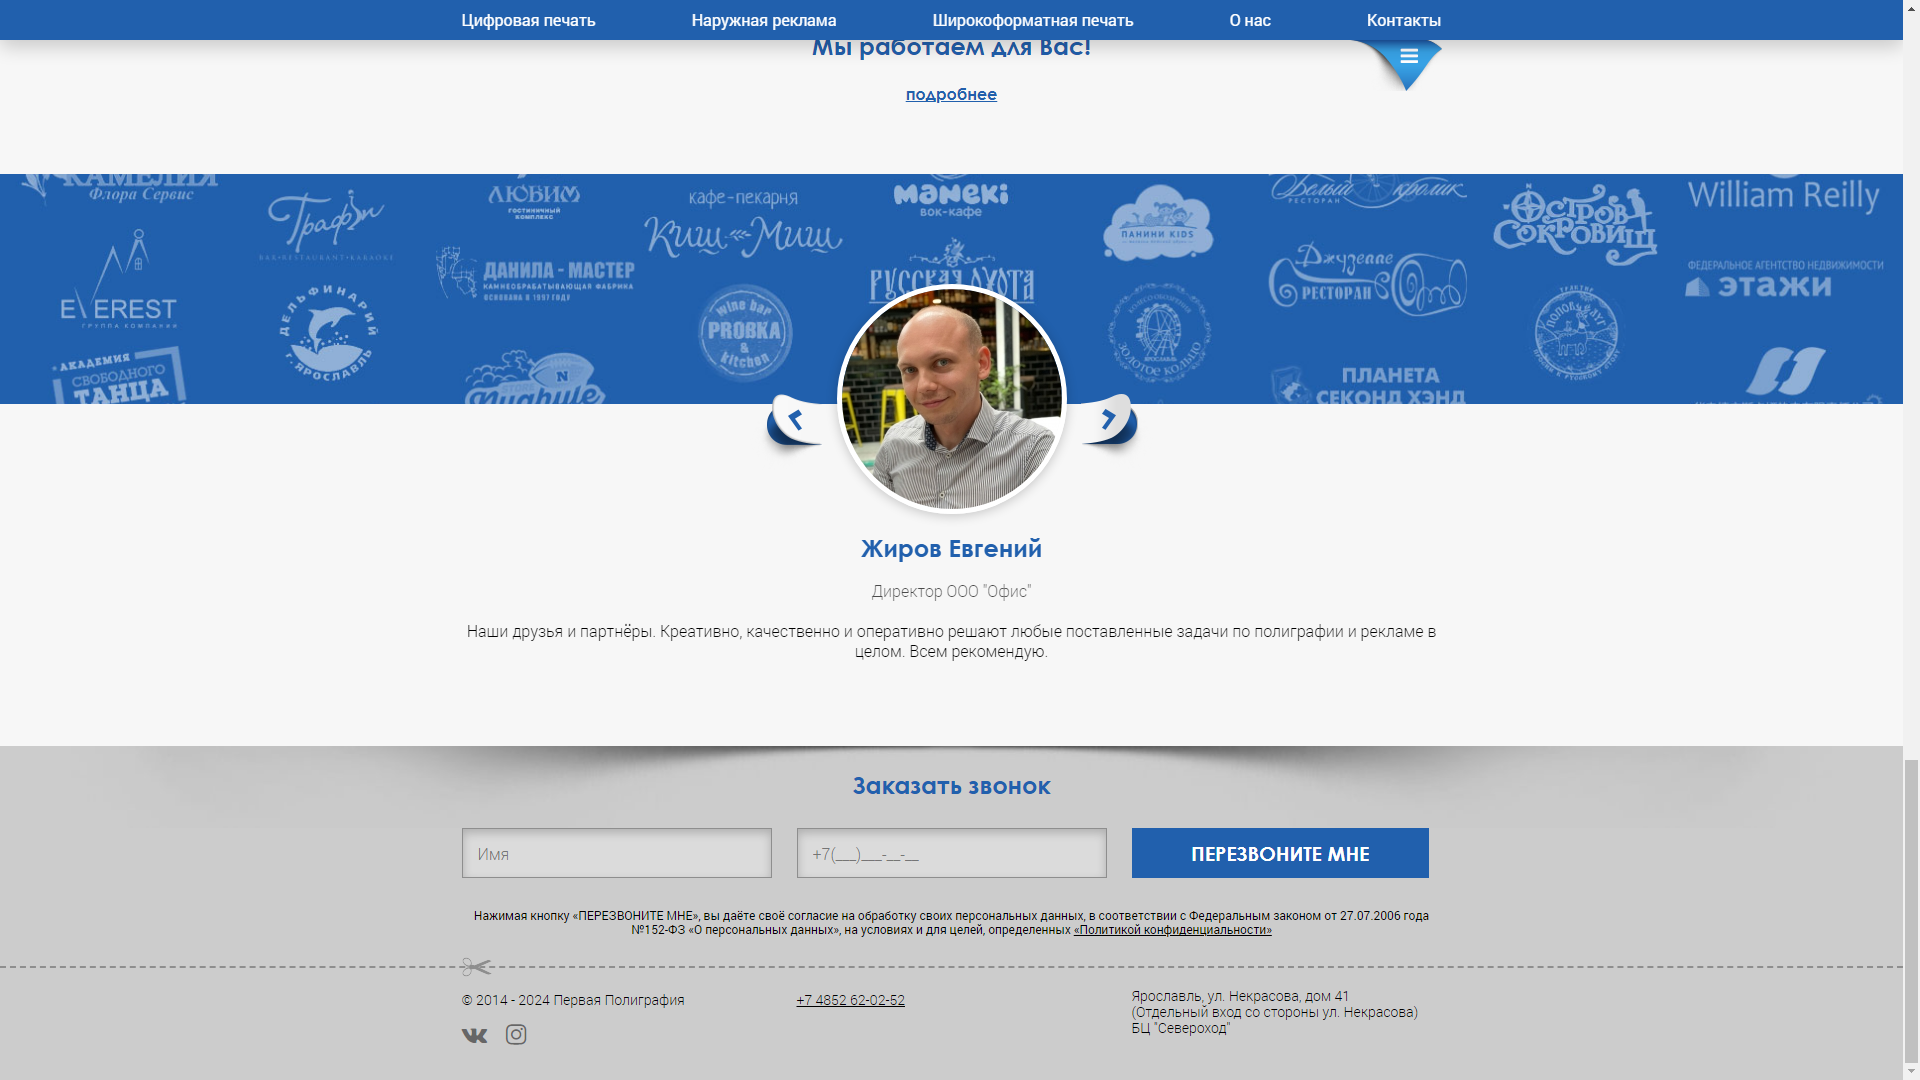 Цифровая печать
Наружная реклама
Широкоформатная печать
О нас
Контакты
Мы работаем для Вас!
подробнее
КАМЕЛИЯ
Флора Сервис
Графъ
BAR•RESTAURANT•KARAOKE
ЛЮБИМ
ГОСТИНИЧНЫЙ
КОМПЛЕКС
кафе-пекарня
Киш-Миш
maneki
вок-кафе
ПАНИНИ KIDS
Белый кролик
РЕСТОРАН
ОСТРОВ
СОКРОВИЩ
William Reilly
EVEREST
ГРУППА КОМПАНИЙ
ДЕЛЬФИНАРИЙ
г. ЯРОСЛАВЛЬ
ДАНИЛА - МАСТЕР
КАМНЕОБРАБАТЫВАЮЩАЯ ФАБРИКА
ОСНОВАНА В 1997 ГОДУ
wine bar
PROBKA
&
kitchen
РУССКАЯ ОХОТА
ЗОЛОТОЕ КОЛЬЦО
Джузеппе
РЕСТОРАН
ФЕДЕРАЛЬНОЕ АГЕНТСТВО НЕДВИЖИМОСТИ
этажи
АКАДЕМИЯ
СВОБОДНОГО
ТАНЦА
ПЛАНЕТА
СЕКОНД ХЭНД
Жиров Евгений
Директор ООО "Офис"
Наши друзья и партнёры. Креативно, качественно и оперативно решают любые поставленные задачи по полиграфии и рекламе в
целом. Всем рекомендую.
Заказать звонок
Имя
+7(___)___-__-__
ПЕРЕЗВОНИТЕ МНЕ
Нажимая кнопку «ПЕРЕЗВОНИТЕ МНЕ», вы даёте своё согласие на обработку своих персональных данных, в соответствии с Федеральным законом от 27.07.2006 года
№152-ФЗ «О персональных данных», на условиях и для целей, определенных «Политикой конфиденциальности»
© 2014 - 2024 Первая Полиграфия
+7 4852 62-02-52
Ярославль, ул. Некрасова, дом 41
(Отдельный вход со стороны ул. Некрасова)
БЦ "Североход"